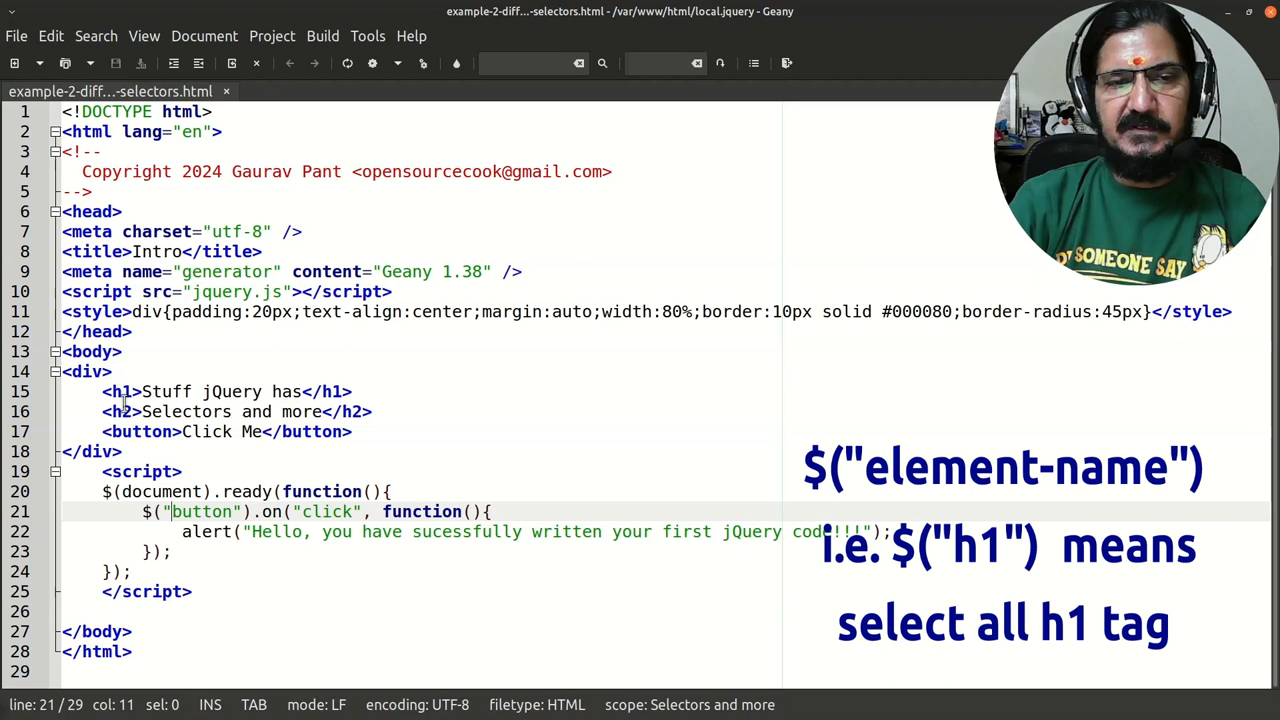 example-2-diff...-selectors.html - /var/www/html/local.jquery - Geany
File Edit Search View Document Project Build Tools Help
example-2-diff...-selectors.html ×
1 <!DOCTYPE html>
2 <html lang="en">
3 <!--
4 Copyright 2024 Gaurav Pant <opensourcecook@gmail.com>
5 -->
6 <head>
7 <meta charset="utf-8" />
8 <title>Intro</title>
9 <meta name="generator" content="Geany 1.38" />
10 <script src="jquery.js"></script>
11 <style>div{padding:20px;text-align:center;margin:auto;width:80%;border:10px solid #000080;border-radius:45px}</style>
12 </head>
13 <body>
14 <div>
15 <h1>Stuff jQuery has</h1>
16 <h2>Selectors and more</h2>
17 <button>Click Me</button>
18 </div>
19 <script>
20 $(document).ready(function(){
21 $("button").on("click", function(){
22 alert("Hello, you have sucessfully written your first jQuery code!!!");
23 });
24 });
25 </script>
26
27 </body>
28 </html>
29
$("element-name")
i.e. $("h1") means
select all h1 tag
SOMEONE SAY
line: 21 / 29 col: 11 sel: 0 INS TAB mode: LF encoding: UTF-8 filetype: HTML scope: Selectors and more